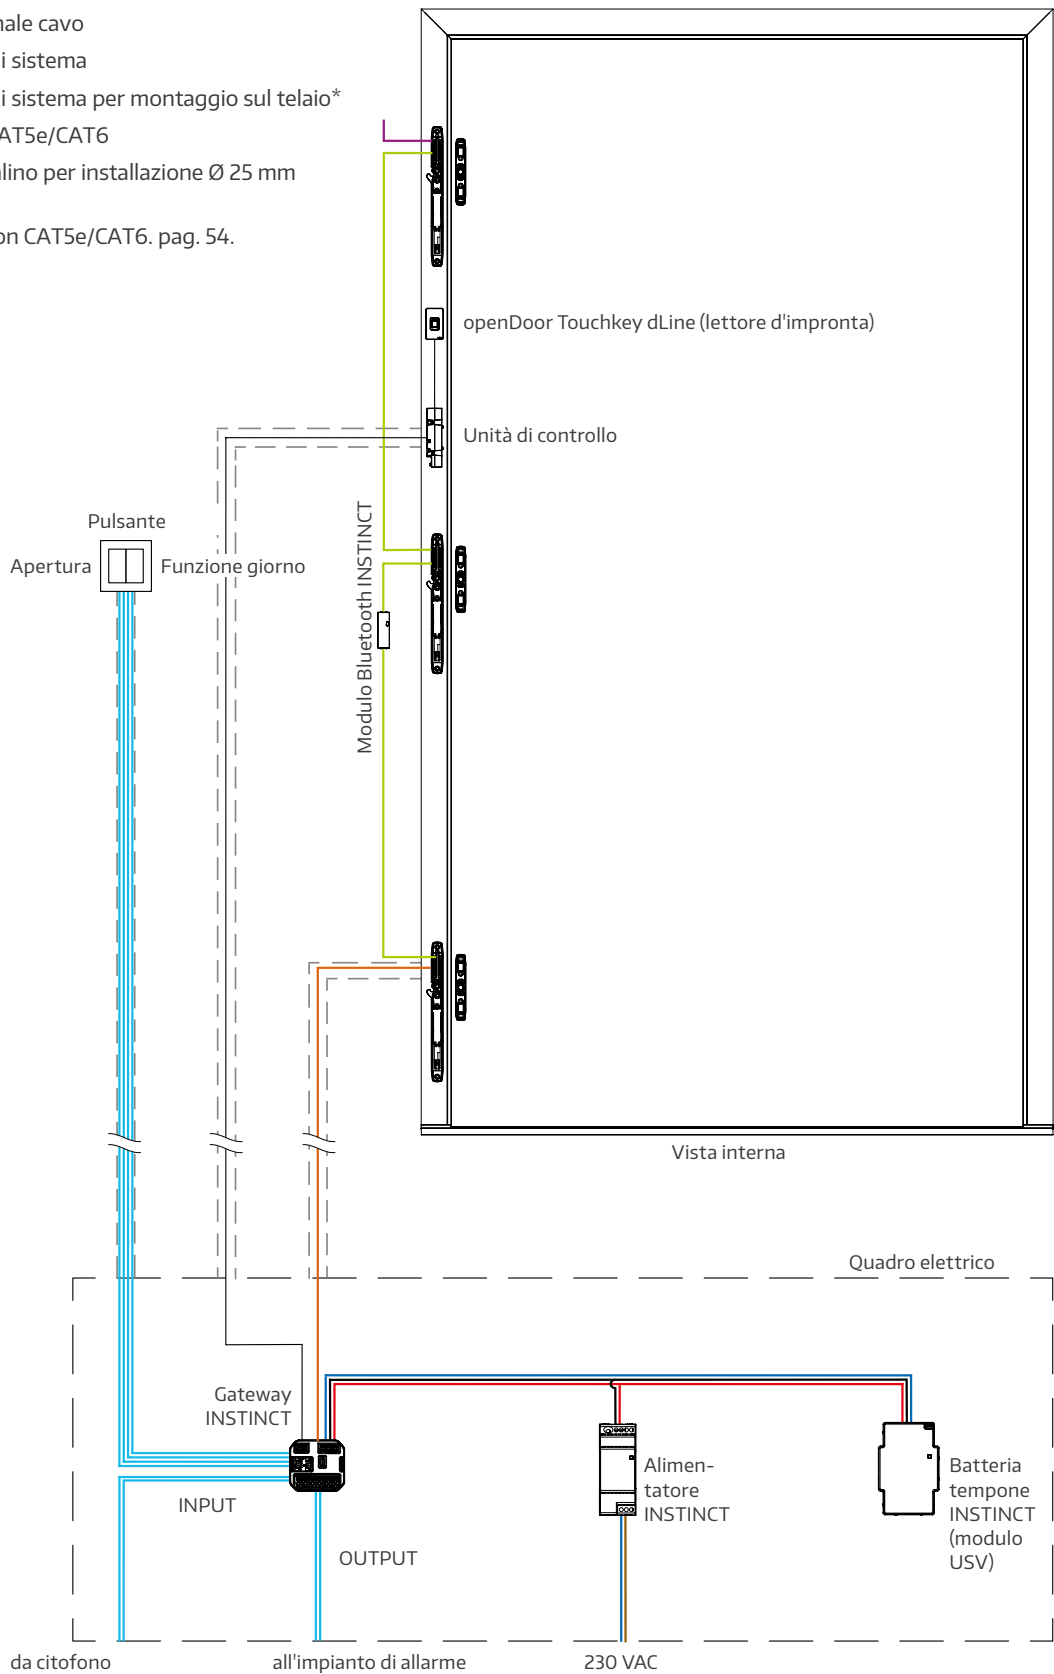 nale cavo
i sistema
i sistema per montaggio sul telaio*
AT5e/CAT6
lino per installazione Ø 25 mm
on CAT5e/CAT6. pag. 54.
openDoor Touchkey dLine (lettore d'impronta)
Unità di controllo
Pulsante
Apertura
Funzione giorno
Modulo Bluetooth INSTINCT
Vista interna
Quadro elettrico
Gateway
INSTINCT
INPUT
OUTPUT
Alimen-
tatore
INSTINCT
Batteria
tempone
INSTINCT
(modulo
USV)
da citofono
all'impianto di allarme
230 VAC